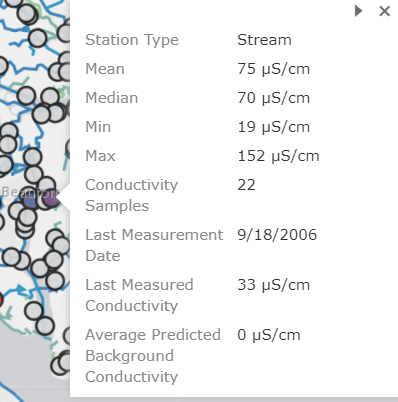 Station Type Stream
Mean 75 µS/cm
Median 70 µS/cm
Min 19 µS/cm
Max 152 µS/cm
Conductivity 22
Samples
Last Measurement 9/18/2006
Date
Last Measured 33 µS/cm
Conductivity
Average Predicted 0 µS/cm
Background
Conductivity